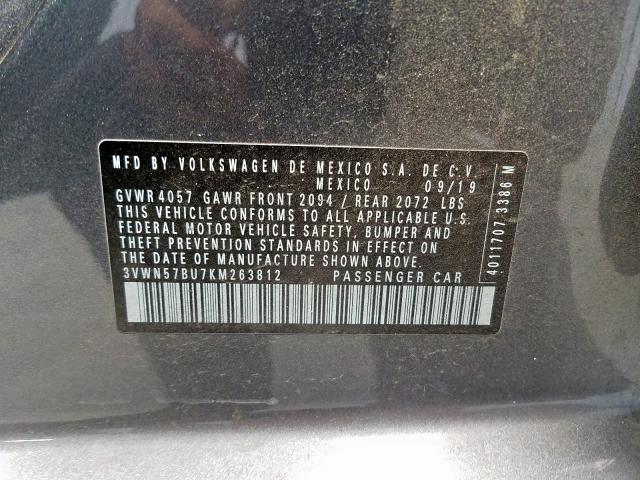 MFD BY VOLKSWAGEN DE MEXICO S.A. DE C.V.
MEXICO 09/19
GVWR 4057 GAWR FRONT 2094 / REAR 2072 LBS
THIS VEHICLE CONFORMS TO ALL APPLICABLE U.S.
FEDERAL MOTOR VEHICLE SAFETY, BUMPER AND
THEFT PREVENTION STANDARDS IN EFFECT ON
THE DATE OF MANUFACTURE SHOWN ABOVE.
3VWN57BU7KM263812 PASSENGER CAR
4011707 3386 M